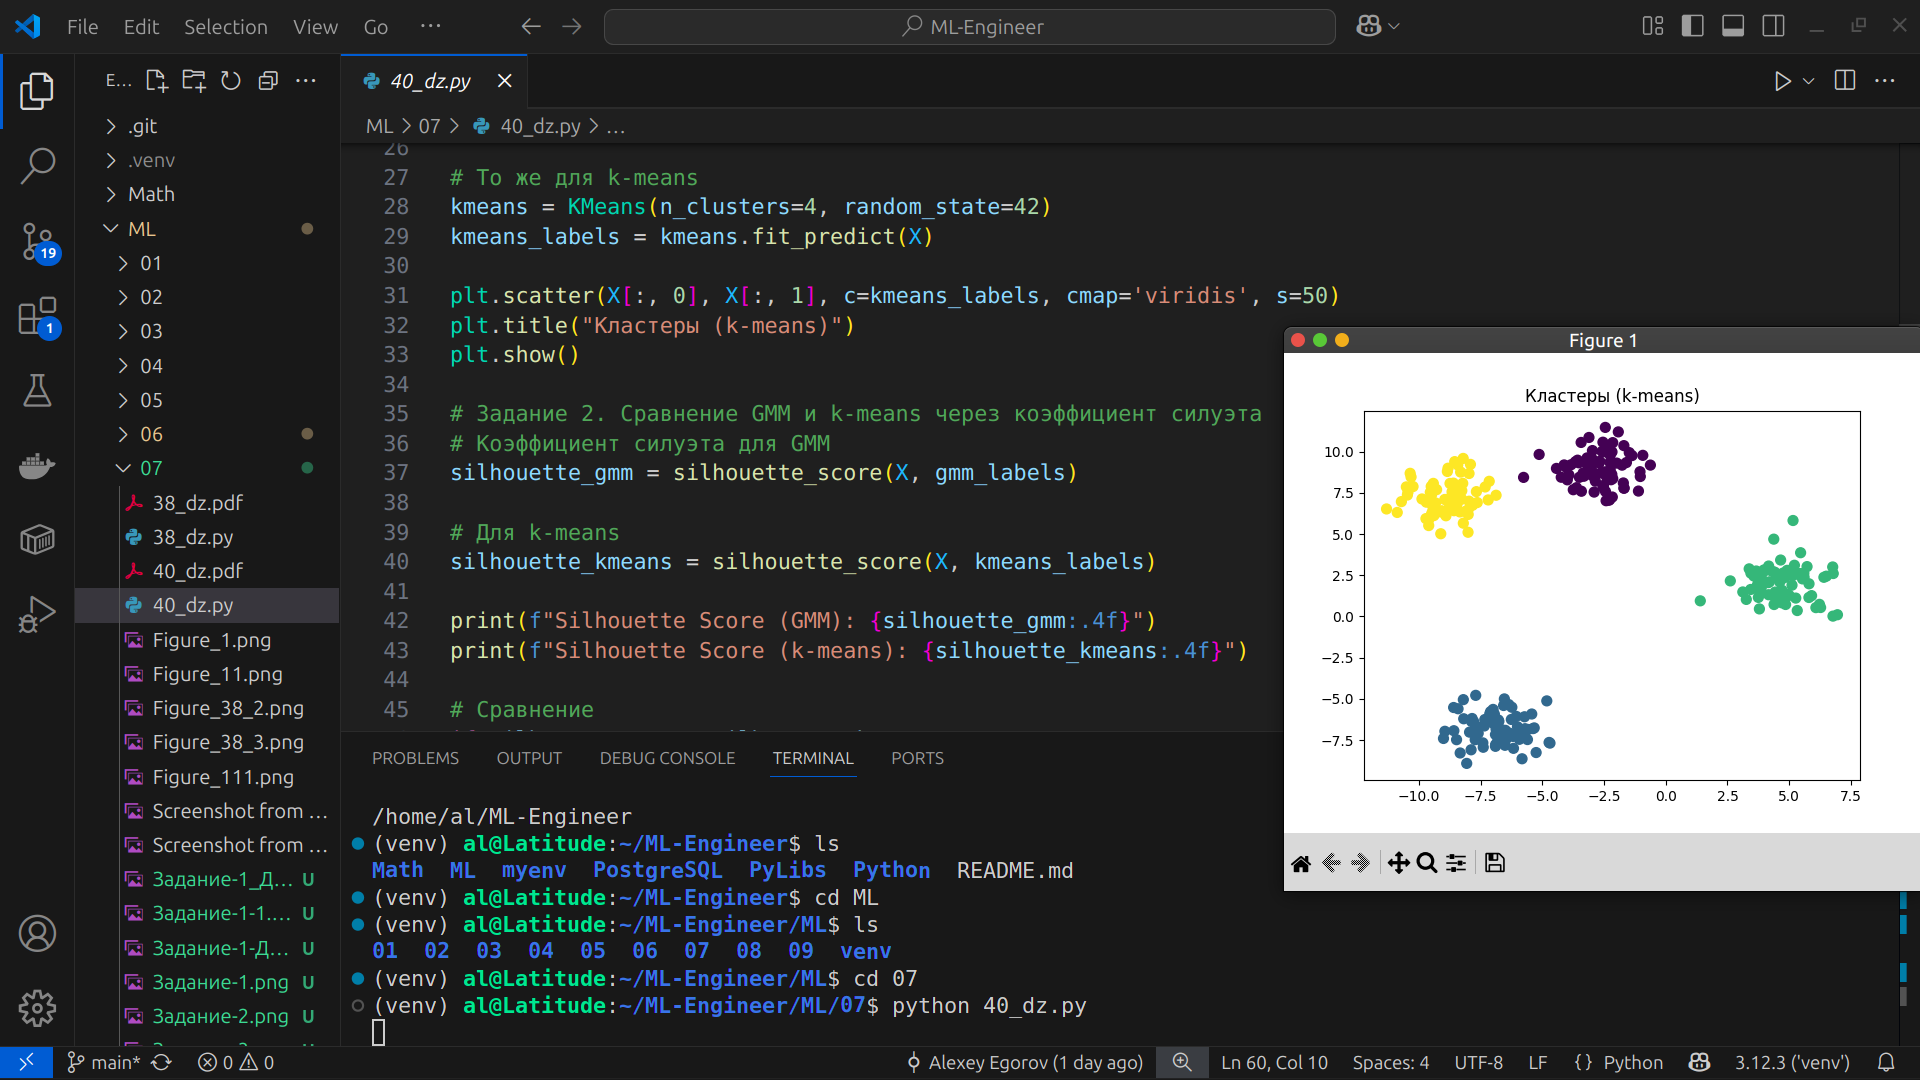 File Edit Selection View Go ··· ML-Engineer
E... ···
.git
.venv
Math
ML
01
02
03
04
05
06
07
38_dz.pdf
38_dz.py
40_dz.pdf
40_dz.py
Figure_1.png
Figure_11.png
Figure_38_2.png
Figure_38_3.png
Figure_111.png
Screenshot from ...
Screenshot from ...
Задание-1_Д... U
Задание-1-1.... U
Задание-1-Д... U
Задание-1.png U
Задание-2.png U
19
1
40_dz.py
ML > 07 > 40_dz.py > ...
26
27 # То же для k-means
28 kmeans = KMeans(n_clusters=4, random_state=42)
29 kmeans_labels = kmeans.fit_predict(X)
30
31 plt.scatter(X[:, 0], X[:, 1], c=kmeans_labels, cmap='viridis', s=50)
32 plt.title("Кластеры (k-means)")
33 plt.show()
34
35 # Задание 2. Сравнение GMM и k-means через коэффициент силуэта
36 # Коэффициент силуэта для GMM
37 silhouette_gmm = silhouette_score(X, gmm_labels)
38
39 # Для k-means
40 silhouette_kmeans = silhouette_score(X, kmeans_labels)
41
42 print(f"Silhouette Score (GMM): {silhouette_gmm:.4f}")
43 print(f"Silhouette Score (k-means): {silhouette_kmeans:.4f}")
44
45 # Сравнение
PROBLEMS OUTPUT DEBUG CONSOLE TERMINAL PORTS
/home/al/ML-Engineer
(venv) al@Latitude:~/ML-Engineer$ ls
Math ML myenv PostgreSQL PyLibs Python README.md
(venv) al@Latitude:~/ML-Engineer$ cd ML
(venv) al@Latitude:~/ML-Engineer/ML$ ls
01 02 03 04 05 06 07 08 09 venv
(venv) al@Latitude:~/ML-Engineer/ML$ cd 07
(venv) al@Latitude:~/ML-Engineer/ML/07$ python 40_dz.py
Figure 1
Кластеры (k-means)
10.0
7.5
5.0
2.5
0.0
−2.5
−5.0
−7.5
−10.0 −7.5 −5.0 −2.5 0.0 2.5 5.0 7.5
main* 0 0 Alexey Egorov (1 day ago) Ln 60, Col 10 Spaces: 4 UTF-8 LF {} Python 3.12.3 ('venv')